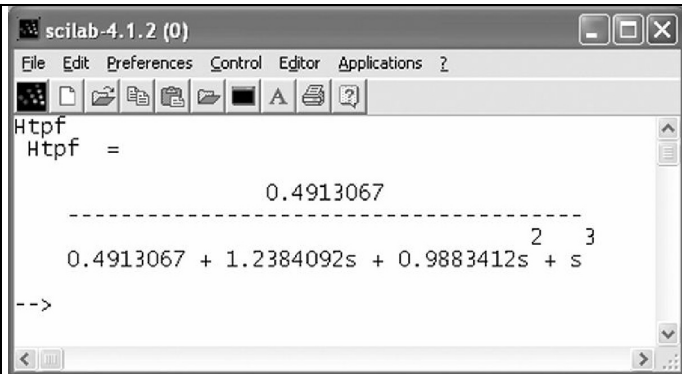 scilab-4.1.2 (0)
File Edit Preferences Control Editor Applications ?
Htpf
Htpf =
0.4913067
---------------------------------------
2 3
0.4913067 + 1.2384092s + 0.9883412s + s
-->